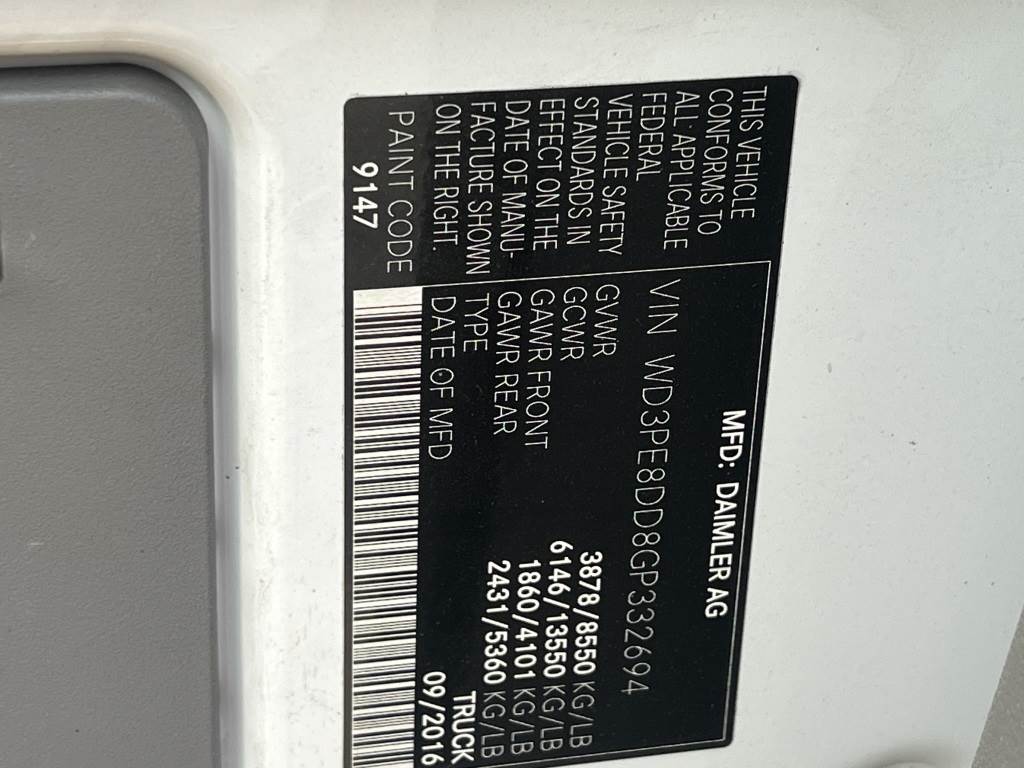 MFD: DAIMLER AG
THIS VEHICLE
CONFORMS TO
ALL APPLICABLE
FEDERAL
VEHICLE SAFETY
STANDARDS IN
EFFECT ON THE
DATE OF MANU-
FACTURE SHOWN
ON THE RIGHT.
PAINT CODE
9147
VIN WD3PE8DD8GP332694
GVWR 3878/8550 KG/LB
GCWR 6146/13550 KG/LB
GAWR FRONT 1860/4101 KG/LB
GAWR REAR 2431/5360 KG/LB
TYPE TRUCK
DATE OF MFD 09/2016